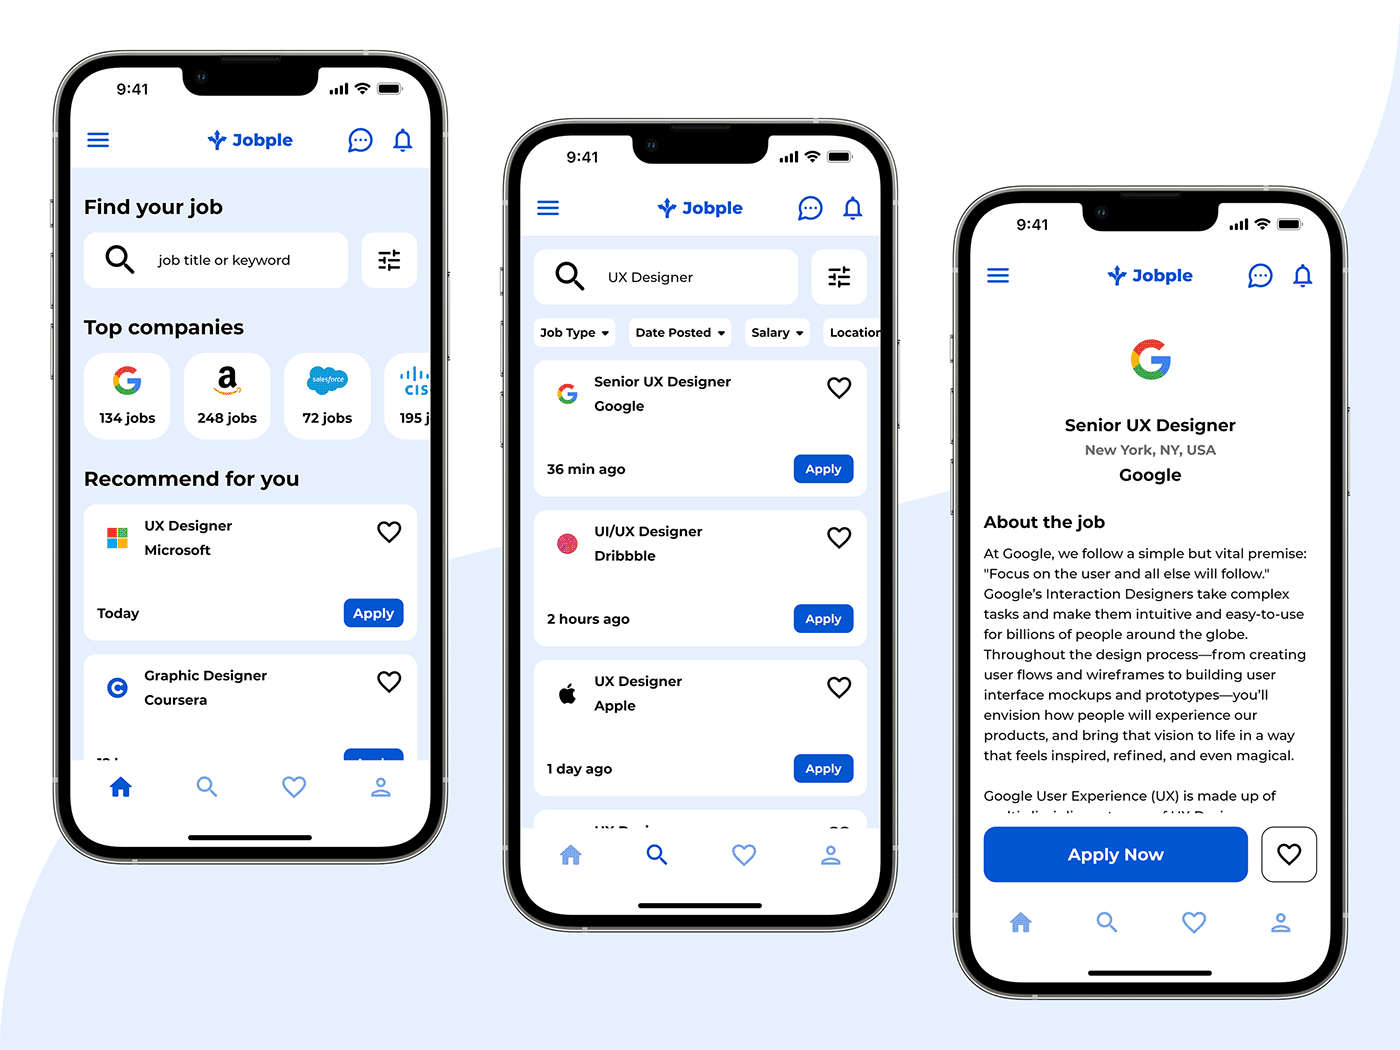 9:41
Jobple
Find your job
job title or keyword
Top companies
a
salesforce
CIS
134 jobs
248 jobs
72 jobs
195 j
Recommend for you
UX Designer
Microsoft
Today
Apply
Graphic Designer
Coursera
9:41
Jobple
UX Designer
Job Type
Date Posted
Salary
Location
Senior UX Designer
Google
36 min ago
Apply
UI/UX Designer
Dribbble
2 hours ago
Apply
UX Designer
Apple
1 day ago
Apply
9:41
Jobple
Senior UX Designer
New York, NY, USA
Google
About the job
At Google, we follow a simple but vital premise:
"Focus on the user and all else will follow."
Google’s Interaction Designers take complex
tasks and make them intuitive and easy-to-use
for billions of people around the globe.
Throughout the design process—from creating
user flows and wireframes to building user
interface mockups and prototypes—you’ll
envision how people will experience our
products, and bring that vision to life in a way
that feels inspired, refined, and even magical.
Google User Experience (UX) is made up of
Apply Now